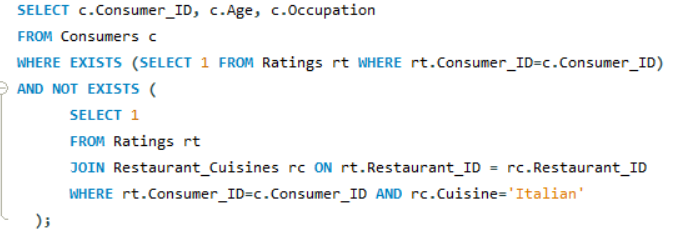 SELECT c.Consumer_ID, c.Age, c.Occupation
FROM Consumers c
WHERE EXISTS (SELECT 1 FROM Ratings rt WHERE rt.Consumer_ID=c.Consumer_ID)
AND NOT EXISTS (
SELECT 1
FROM Ratings rt
JOIN Restaurant_Cuisines rc ON rt.Restaurant_ID = rc.Restaurant_ID
WHERE rt.Consumer_ID=c.Consumer_ID AND rc.Cuisine='Italian'
);